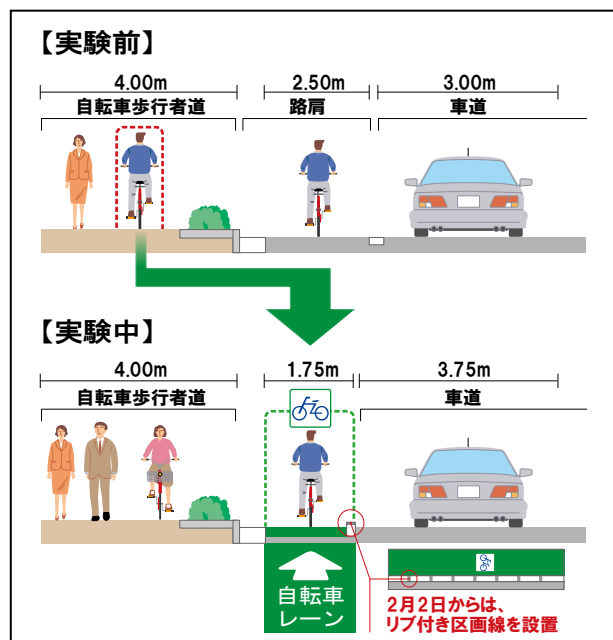 【実験前】
4.00m 2.50m 3.00m
自転車歩行者道 路肩 車道
【実験中】
4.00m 1.75m 3.75m
自転車歩行者道 車道
自転車
レーン
2月2日からは、
リブ付き区画線を設置